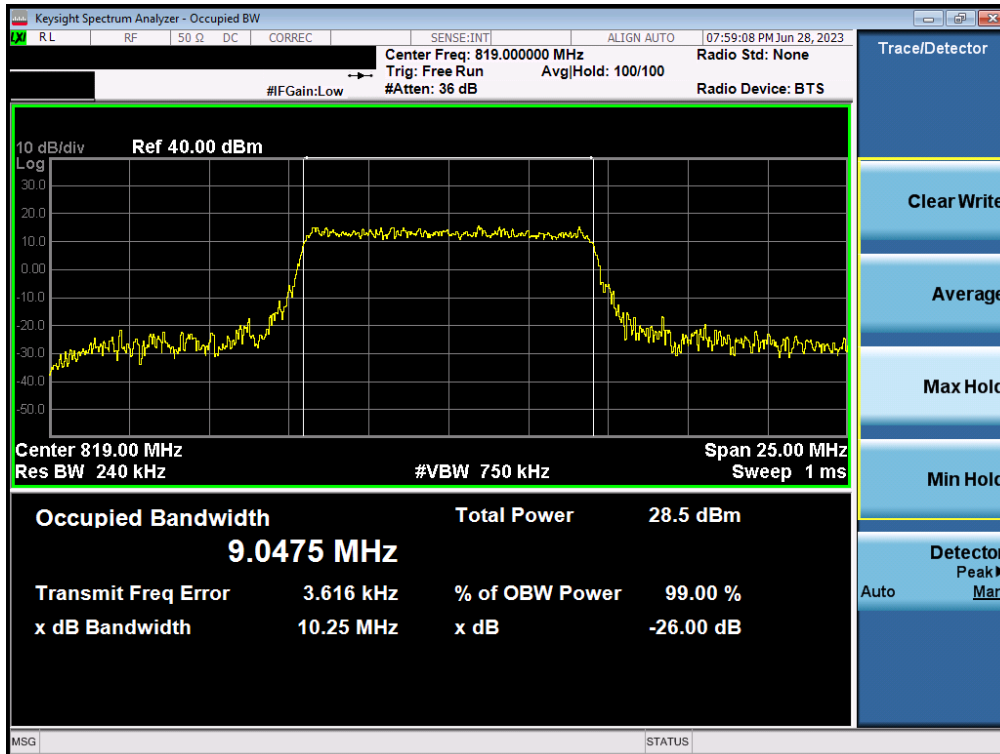 Keysight Spectrum Analyzer - Occupied BW
LXI RL RF 50 Ω DC CORREC SENSE:INT ALIGN AUTO 07:59:08 PM Jun 28, 2023
Center Freq: 819.000000 MHz Radio Std: None
Trig: Free Run Avg|Hold: 100/100
#IFGain:Low #Atten: 36 dB Radio Device: BTS
Trace/Detector
10 dB/div Ref 40.00 dBm
Log
30.0
20.0
10.0
0.00
-10.0
-20.0
-30.0
-40.0
-50.0
Center 819.00 MHz Span 25.00 MHz
Res BW 240 kHz #VBW 750 kHz Sweep 1 ms
Occupied Bandwidth Total Power 28.5 dBm
9.0475 MHz
Transmit Freq Error 3.616 kHz % of OBW Power 99.00 %
x dB Bandwidth 10.25 MHz x dB -26.00 dB
Clear Write
Average
Max Hold
Min Hold
Detector
Peak
Auto Man
MSG STATUS